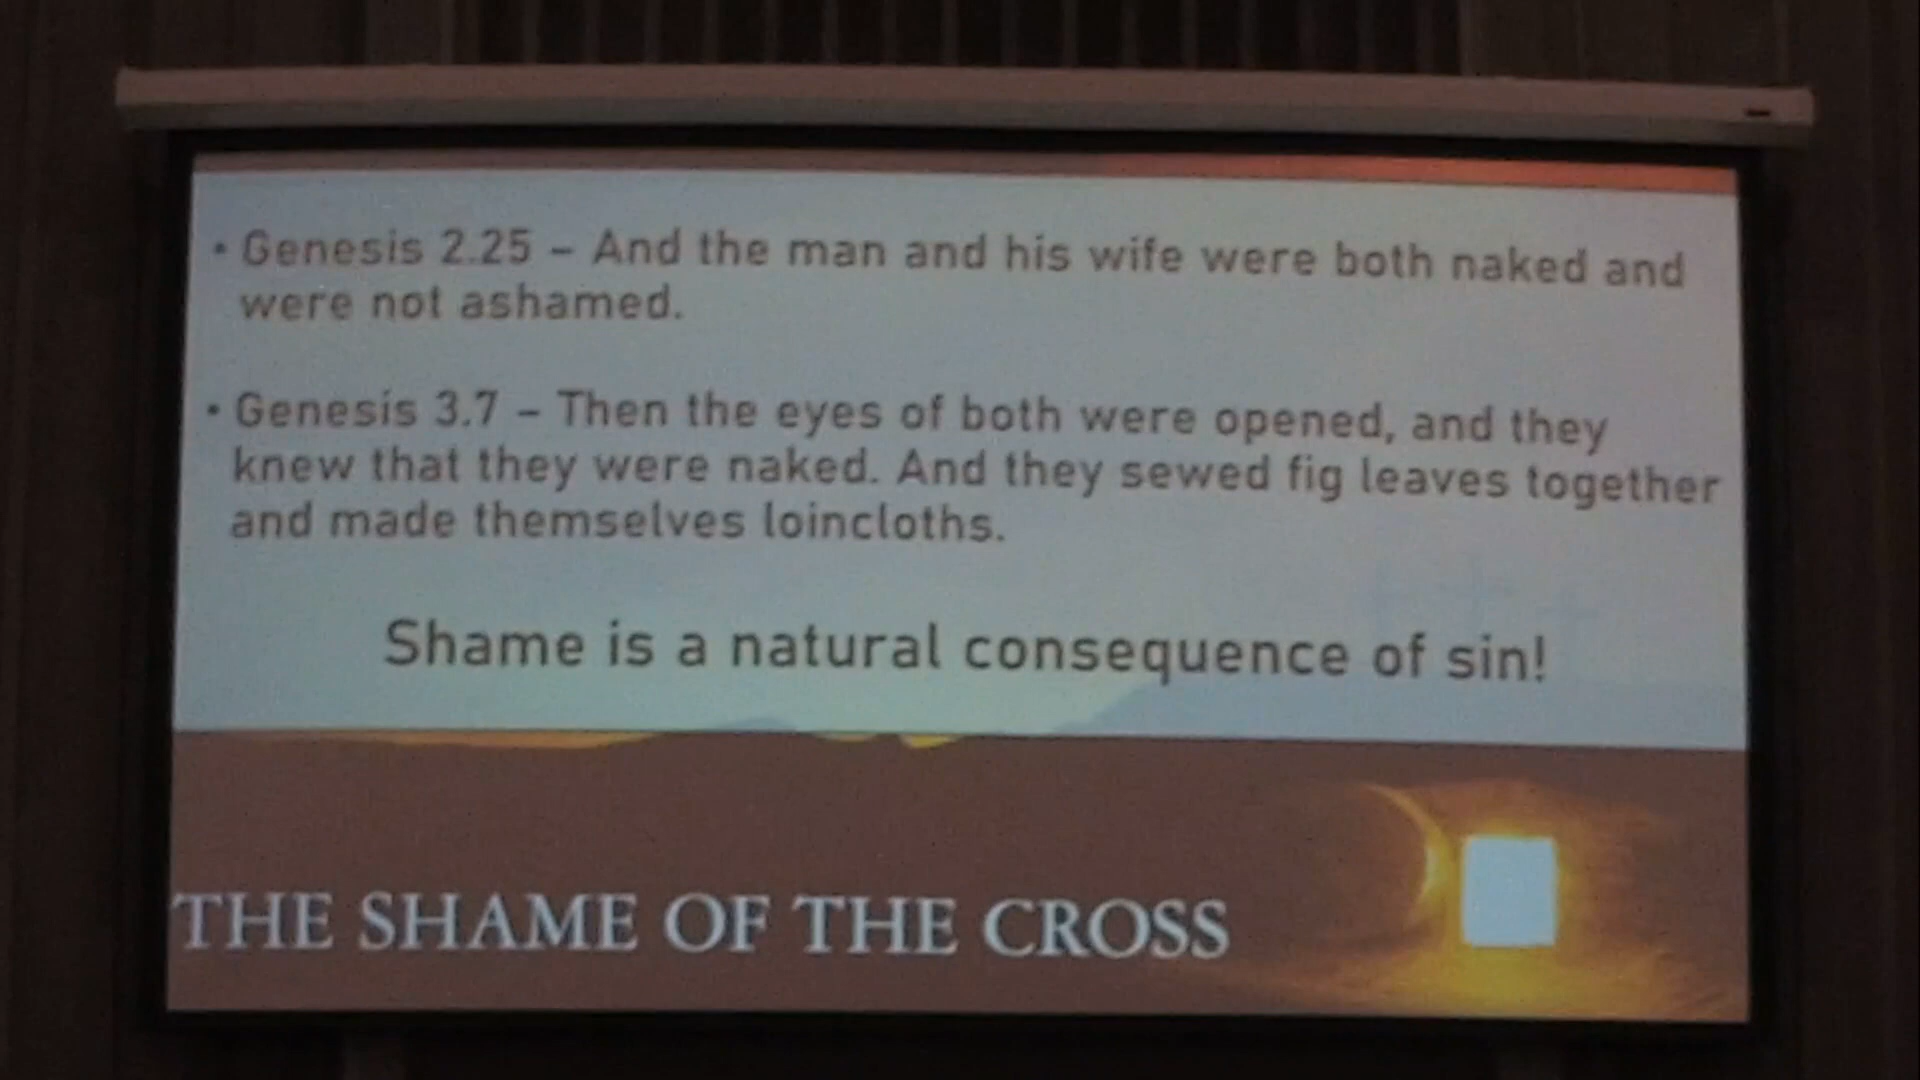 • Genesis 2.25 – And the man and his wife were both naked and
were not ashamed.
• Genesis 3.7 – Then the eyes of both were opened, and they
knew that they were naked. And they sewed fig leaves together
and made themselves loincloths.
Shame is a natural consequence of sin!
THE SHAME OF THE CROSS